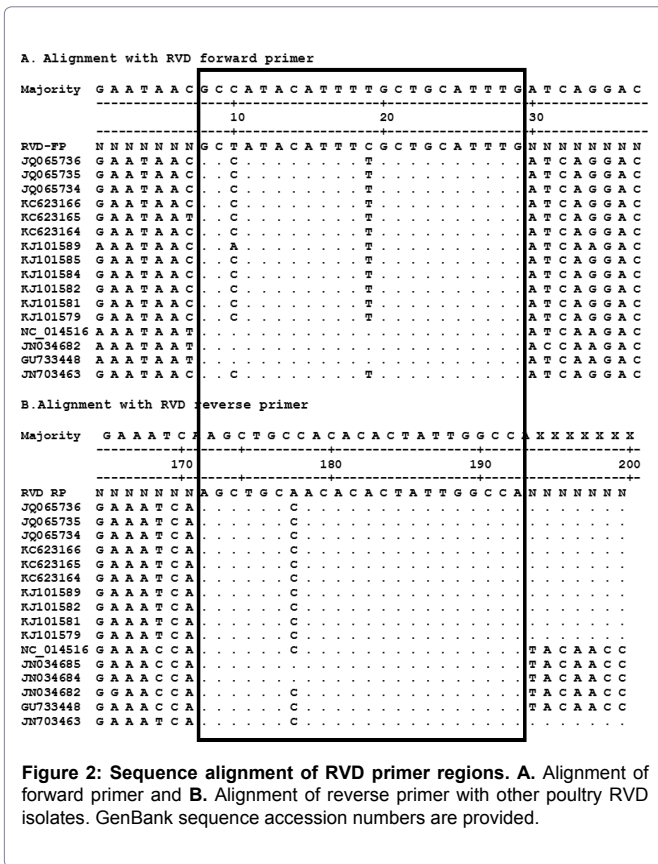 A. Alignment with RVD forward primer
Majority G A A T A A C G C C A T A C A T T T T G C T G C A T T T G A T C A G G A C
10 20 30
RVD-FP N N N N N N N G C T A T A C A T T T C G C T G C A T T T G N N N N N N N
JQ065736 G A A T A A C . . C . . . . . . . . T . . . . . . . . . . A T C A G G A C
JQ065735 G A A T A A C . . C . . . . . . . . T . . . . . . . . . . A T C A G G A C
JQ065734 G A A T A A C . . C . . . . . . . . T . . . . . . . . . . A T C A G G A C
KC623166 G A A T A A C . . C . . . . . . . . T . . . . . . . . . . A T C A G G A C
KC623165 G A A T A A T . . C . . . . . . . . T . . . . . . . . . . A T C A G G A C
KC623164 G A A T A A C . . C . . . . . . . . T . . . . . . . . . . A T C A G G A C
KJ101589 A A A T A A C . . A . . . . . . . . T . . . . . . . . . . A T C A A G A C
KJ101585 G A A T A A C . . C . . . . . . . . T . . . . . . . . . . A T C A G G A C
KJ101584 G A A T A A C . . C . . . . . . . . T . . . . . . . . . . A T C A G G A C
KJ101582 G A A T A A C . . C . . . . . . . . T . . . . . . . . . . A T C A G G A C
KJ101581 G A A T A A C . . C . . . . . . . . T . . . . . . . . . . A T C A G G A C
KJ101579 G A A T A A C . . C . . . . . . . . T . . . . . . . . . . A T C A G G A C
NC_014516 A A A T A A T . . . . . . . . . . . . . . . . . . . . . . A T C A A G A C
JN034682 A A A T A A T . . . . . . . . . . . . . . . . . . . . . . A C C A A G A C
GU733448 A A A T A A T . . . . . . . . . . . . . . . . . . . . . . A T C A A G A C
JN703463 G A A T A A C . . C . . . . . . . . T . . . . . . . . . . A T C A G G A C
B.Alignment with RVD reverse primer
Majority G A A A T C A A G C T G C C A C A C A C T A T T G G C C A X X X X X X X
170 180 190 200
RVD RP N N N N N N N A G C T G C A A C A C A C T A T T G G C C A N N N N N N N
JQ065736 G A A A T C A . . . . . . C . . . . . . . . . . . . . . . . . . . . . .
JQ065735 G A A A T C A . . . . . . C . . . . . . . . . . . . . . . . . . . . . .
JQ065734 G A A A T C A . . . . . . C . . . . . . . . . . . . . . . . . . . . . .
KC623166 G A A A T C A . . . . . . C . . . . . . . . . . . . . . . . . . . . . .
KC623165 G A A A T C A . . . . . . C . . . . . . . . . . . . . . . . . . . . . .
KC623164 G A A A T C A . . . . . . C . . . . . . . . . . . . . . . . . . . . . .
KJ101589 G A A A T C A . . . . . . C . . . . . . . . . . . . . . . . . . . . . .
KJ101582 G A A A T C A . . . . . . C . . . . . . . . . . . . . . . . . . . . . .
KJ101581 G A A A T C A . . . . . . C . . . . . . . . . . . . . . . . . . . . . .
KJ101579 G A A A T C A . . . . . . C . . . . . . . . . . . . . . . . . . . . . .
NC_014516 G A A A C C A . . . . . . C . . . . . . . . . . . . . . . T A C A A C C
JN034685 G A A A C C A . . . . . . . . . . . . . . . . . . . . . . T A C A A C C
JN034684 G A A A C C A . . . . . . . . . . . . . . . . . . . . . . T A C A A C C
JN034682 G G A A C C A . . . . . . C . . . . . . . . . . . . . . . T A C A A C C
GU733448 G A A A C C A . . . . . . C . . . . . . . . . . . . . . . T A C A A C C
JN703463 G A A A T C A . . . . . . C . . . . . . . . . . . . . . . . . . . . . .
Figure 2: Sequence alignment of RVD primer regions. A. Alignment of
forward primer and B. Alignment of reverse primer with other poultry RVD
isolates. GenBank sequence accession numbers are provided.